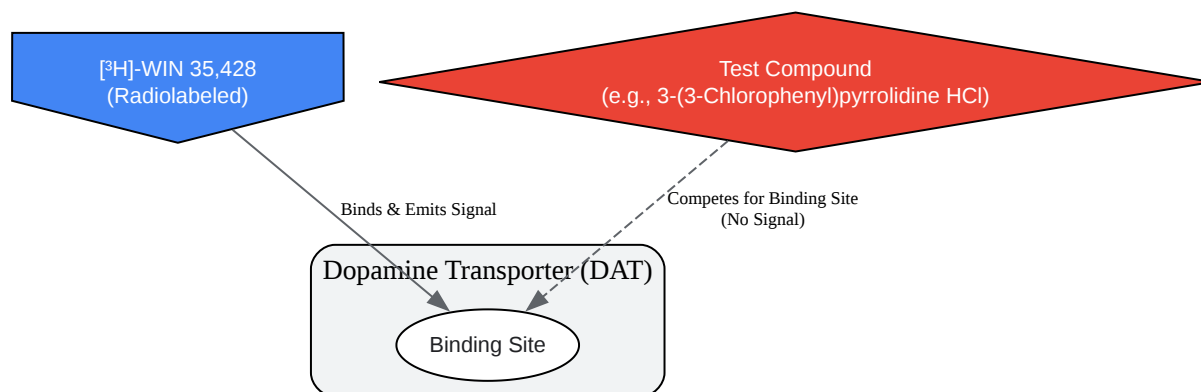 [³H]-WIN 35,428
(Radiolabeled)
Test Compound
(e.g., 3-(3-Chlorophenyl)pyrrolidine HCl)
Binds & Emits Signal
Competes for Binding Site
(No Signal)
Dopamine Transporter (DAT)
Binding Site